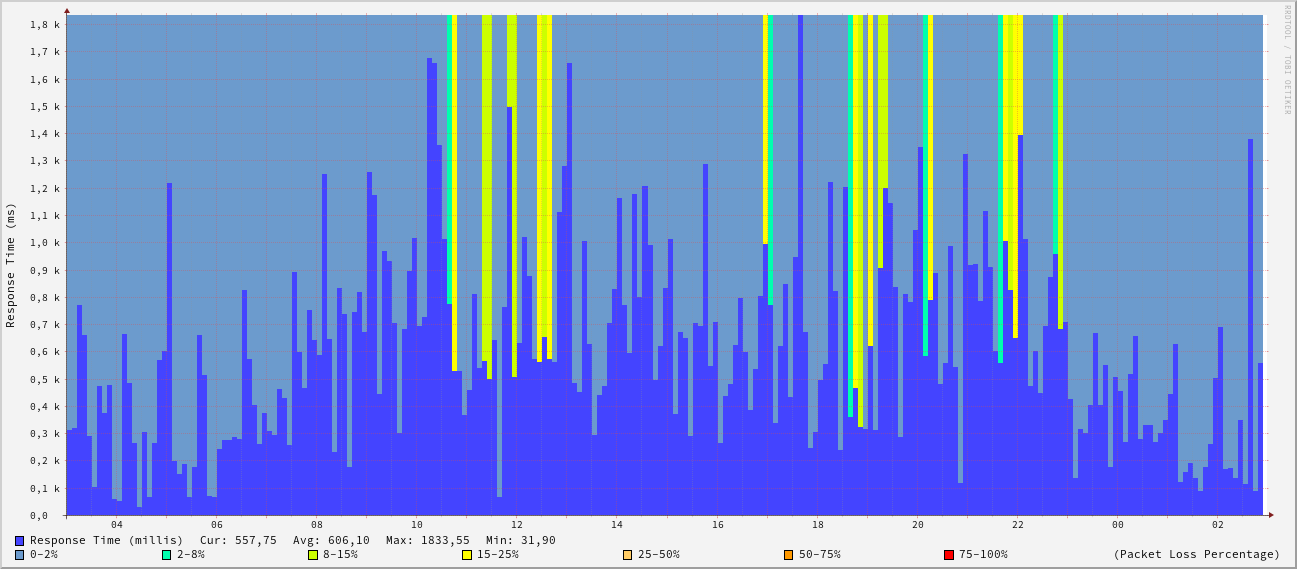 RRDTOOL / TOBI OETIKER
Response Time (ms)
1,8 k
1,7 k
1,6 k
1,5 k
1,4 k
1,3 k
1,2 k
1,1 k
1,0 k
0,9 k
0,8 k
0,7 k
0,6 k
0,5 k
0,4 k
0,3 k
0,2 k
0,1 k
0,0
04 06 08 10 12 14 16 18 20 22 00 02
Response Time (millis) Cur: 557,75 Avg: 606,10 Max: 1833,55 Min: 31,90
0-2% 2-8% 8-15% 15-25% 25-50% 50-75% 75-100% (Packet Loss Percentage)